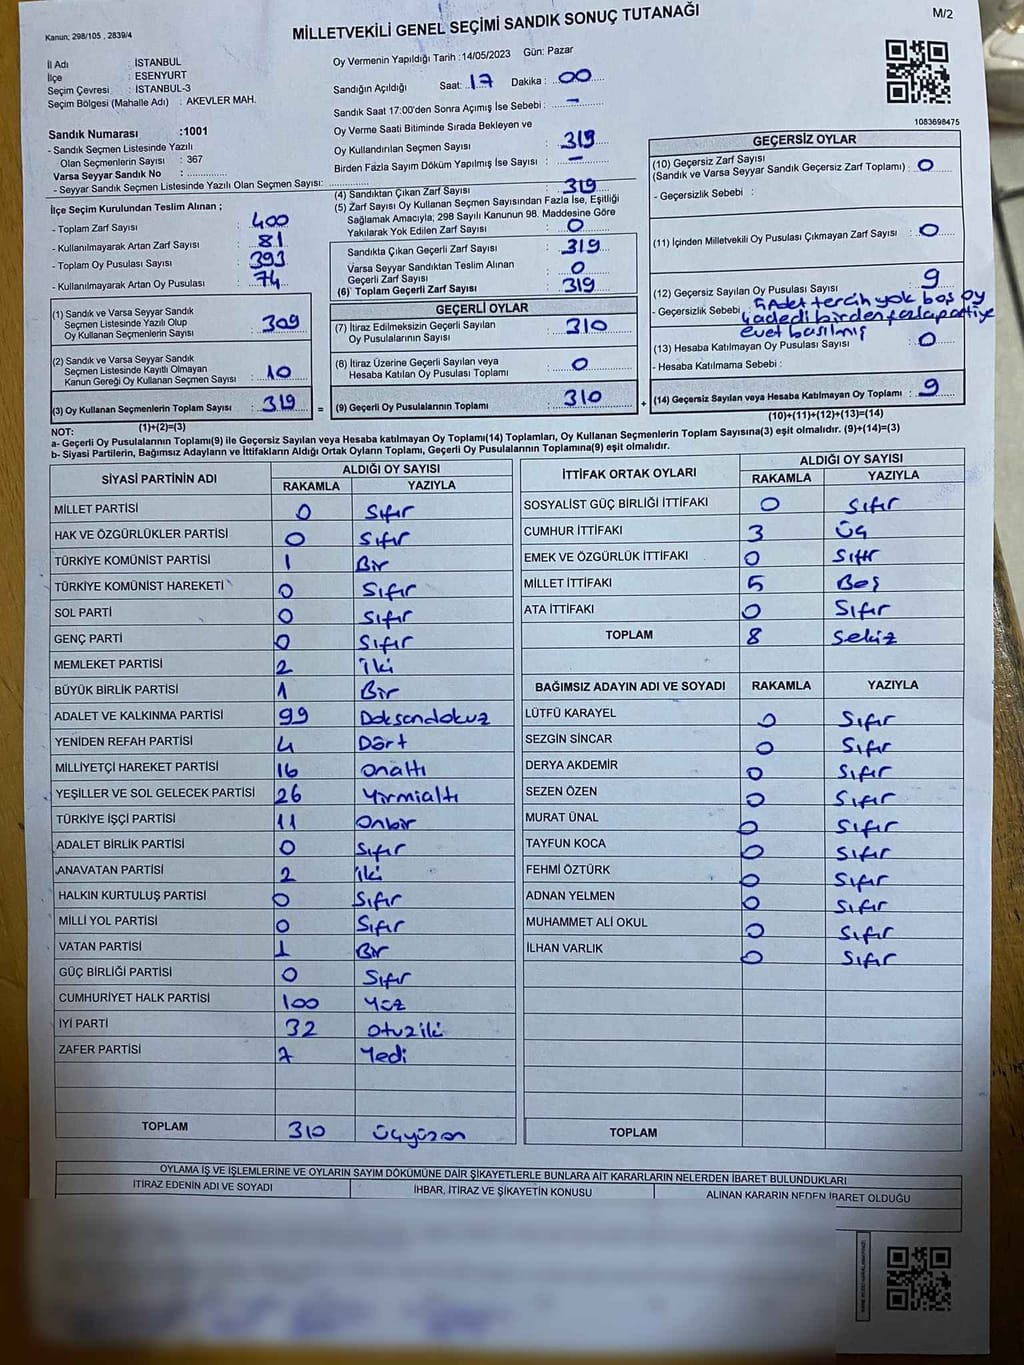 Kanun: 298/105 , 2839/4
MİLLETVEKİLİ GENEL SEÇİMİ SANDIK SONUÇ TUTANAĞI
M/2
İl Adı : İSTANBUL
İlçe : ESENYURT
Seçim Çevresi : İSTANBUL-3
Seçim Bölgesi (Mahalle Adı) : AKEVLER MAH.
Oy Vermenin Yapıldığı Tarih :14/05/2023 Gün: Pazar
Sandığın Açıldığı Saat: 17 Dakika : 00
Sandık Saat 17:00'den Sonra Açımış İse Sebebi : -
1083698475
Sandık Numarası :1001
- Sandık Seçmen Listesinde Yazılı
Olan Seçmenlerin Sayısı : 367
Varsa Seyyar Sandık No :
- Seyyar Sandık Seçmen Listesinde Yazılı Olan Seçmen Sayısı:
Oy Verme Saati Bitiminde Sırada Bekleyen ve
Oy Kullandırılan Seçmen Sayısı : 319
Birden Fazla Sayım Döküm Yapılmış İse Sayısı : -
İlçe Seçim Kurulundan Teslim Alınan ;
- Toplam Zarf Sayısı : 400
- Kullanılmayarak Artan Zarf Sayısı : 81
- Toplam Oy Pusulası Sayısı : 393
- Kullanılmayarak Artan Oy Pusulası : 74
(4) Sandıktan Çıkan Zarf Sayısı : 319
(5) Zarf Sayısı Oy Kullanan Seçmen Sayısından Fazla İse, Eşitliği
Sağlamak Amacıyla; 298 Sayılı Kanunun 98. Maddesine Göre
Yakılarak Yok Edilen Zarf Sayısı : 0
Sandıkta Çıkan Geçerli Zarf Sayısı : 319
Varsa Seyyar Sandıktan Teslim Alınan
Geçerli Zarf Sayısı : 0
(6) Toplam Geçerli Zarf Sayısı : 319
GEÇERSİZ OYLAR
(10) Geçersiz Zarf Sayısı
(Sandık ve Varsa Seyyar Sandık Geçersiz Zarf Toplamı) : 0
- Geçersizlik Sebebi :
(11) İçinden Milletvekili Oy Pusulası Çıkmayan Zarf Sayısı : 0
(12) Geçersiz Sayılan Oy Pusulası Sayısı : 9
- Geçersizlik Sebebi : 5 Adet tercih yok boş oy
4 adedi birden fazla partiye
evet basılmış
(13) Hesaba Katılmayan Oy Pusulası Sayısı : 0
- Hesaba Katılmama Sebebi :
(14) Geçersiz Sayılan veya Hesaba Katılmayan Oy Toplamı : 9
(10)+(11)+(12)+(13)=(14)
(1) Sandık ve Varsa Seyyar Sandık
Seçmen Listesinde Yazılı Olup
Oy Kullanan Seçmenlerin Sayısı : 309
(2) Sandık ve Varsa Seyyar Sandık
Seçmen Listesinde Kayıtlı Olmayan
Kanun Gereği Oy Kullanan Seçmen Sayısı : 10
(3) Oy Kullanan Seçmenlerin Toplam Sayısı : 319 =
(1)+(2)=(3)
GEÇERLİ OYLAR
(7) İtiraz Edilmeksizin Geçerli Sayılan
Oy Pusulalarının Sayısı : 310
(8) İtiraz Üzerine Geçerli Sayılan veya
Hesaba Katılan Oy Pusulası Toplamı : 0
(9) Geçerli Oy Pusulalarının Toplamı : 310 +
NOT:
a- Geçerli Oy Pusulalarının Toplamı(9) ile Geçersiz Sayılan veya Hesaba katılmayan Oy Toplamı(14) Toplamları, Oy Kullanan Seçmenlerin Toplam Sayısına(3) eşit olmalıdır. (9)+(14)=(3)
b- Siyasi Partilerin, Bağımsız Adayların ve İttifakların Aldığı Ortak Oyların Toplamı, Geçerli Oy Pusulalarının Toplamına(9) eşit olmalıdır.
SİYASİ PARTİNİN ADI ALDIĞI OY SAYISI
RAKAMLA YAZIYLA
MİLLET PARTİSİ 0 Sıfır
HAK VE ÖZGÜRLÜKLER PARTİSİ 0 Sıfır
TÜRKİYE KOMÜNİST PARTİSİ 1 Bir
TÜRKİYE KOMÜNİST HAREKETİ 0 Sıfır
SOL PARTİ 0 Sıfır
GENÇ PARTİ 0 Sıfır
MEMLEKET PARTİSİ 2 İki
BÜYÜK BİRLİK PARTİSİ 1 Bir
ADALET VE KALKINMA PARTİSİ 99 Doksandokuz
YENİDEN REFAH PARTİSİ 4 Dört
MİLLİYETÇİ HAREKET PARTİSİ 16 Onaltı
YEŞİLLER VE SOL GELECEK PARTİSİ 26 Yirmialtı
TÜRKİYE İŞÇİ PARTİSİ 11 Onbir
ADALET BİRLİK PARTİSİ 0 Sıfır
ANAVATAN PARTİSİ 2 iki
HALKIN KURTULUŞ PARTİSİ 0 Sıfır
MİLLİ YOL PARTİSİ 0 Sıfır
VATAN PARTİSİ 1 Bir
GÜÇ BİRLİĞİ PARTİSİ 0 Sıfır
CUMHURİYET HALK PARTİSİ 100 Yüz
İYİ PARTİ 32 Otuziki
ZAFER PARTİSİ 7 Yedi
TOPLAM 310 Üçyüzon
İTTİFAK ORTAK OYLARI ALDIĞI OY SAYISI
RAKAMLA YAZIYLA
SOSYALİST GÜÇ BİRLİĞİ İTTİFAKI 0 Sıfır
CUMHUR İTTİFAKI 3 Üç
EMEK VE ÖZGÜRLÜK İTTİFAKI 0 Sıfır
MİLLET İTTİFAKI 5 Beş
ATA İTTİFAKI 0 Sıfır
TOPLAM 8 Sekiz
BAĞIMSIZ ADAYIN ADI VE SOYADI RAKAMLA YAZIYLA
LÜTFÜ KARAYEL 0 Sıfır
SEZGİN SİNCAR 0 Sıfır
DERYA AKDEMİR 0 Sıfır
SEZEN ÖZEN 0 Sıfır
MURAT ÜNAL 0 Sıfır
TAYFUN KOCA 0 Sıfır
FEHMİ ÖZTÜRK 0 Sıfır
ADNAN YELMEN 0 Sıfır
MUHAMMET ALİ OKUL 0 Sıfır
İLHAN VARLIK 0 Sıfır
TOPLAM
OYLAMA İŞ VE İŞLEMLERİNE VE OYLARIN SAYIM DÖKÜMÜNE DAİR ŞİKAYETLERLE BUNLARA AİT KARARLARIN NELERDEN İBARET BULUNDUKLARI
İTİRAZ EDENİN ADI VE SOYADI İHBAR, İTİRAZ VE ŞİKAYETİN KONUSU ALINAN KARARIN NEDEN İBARET OLDUĞU